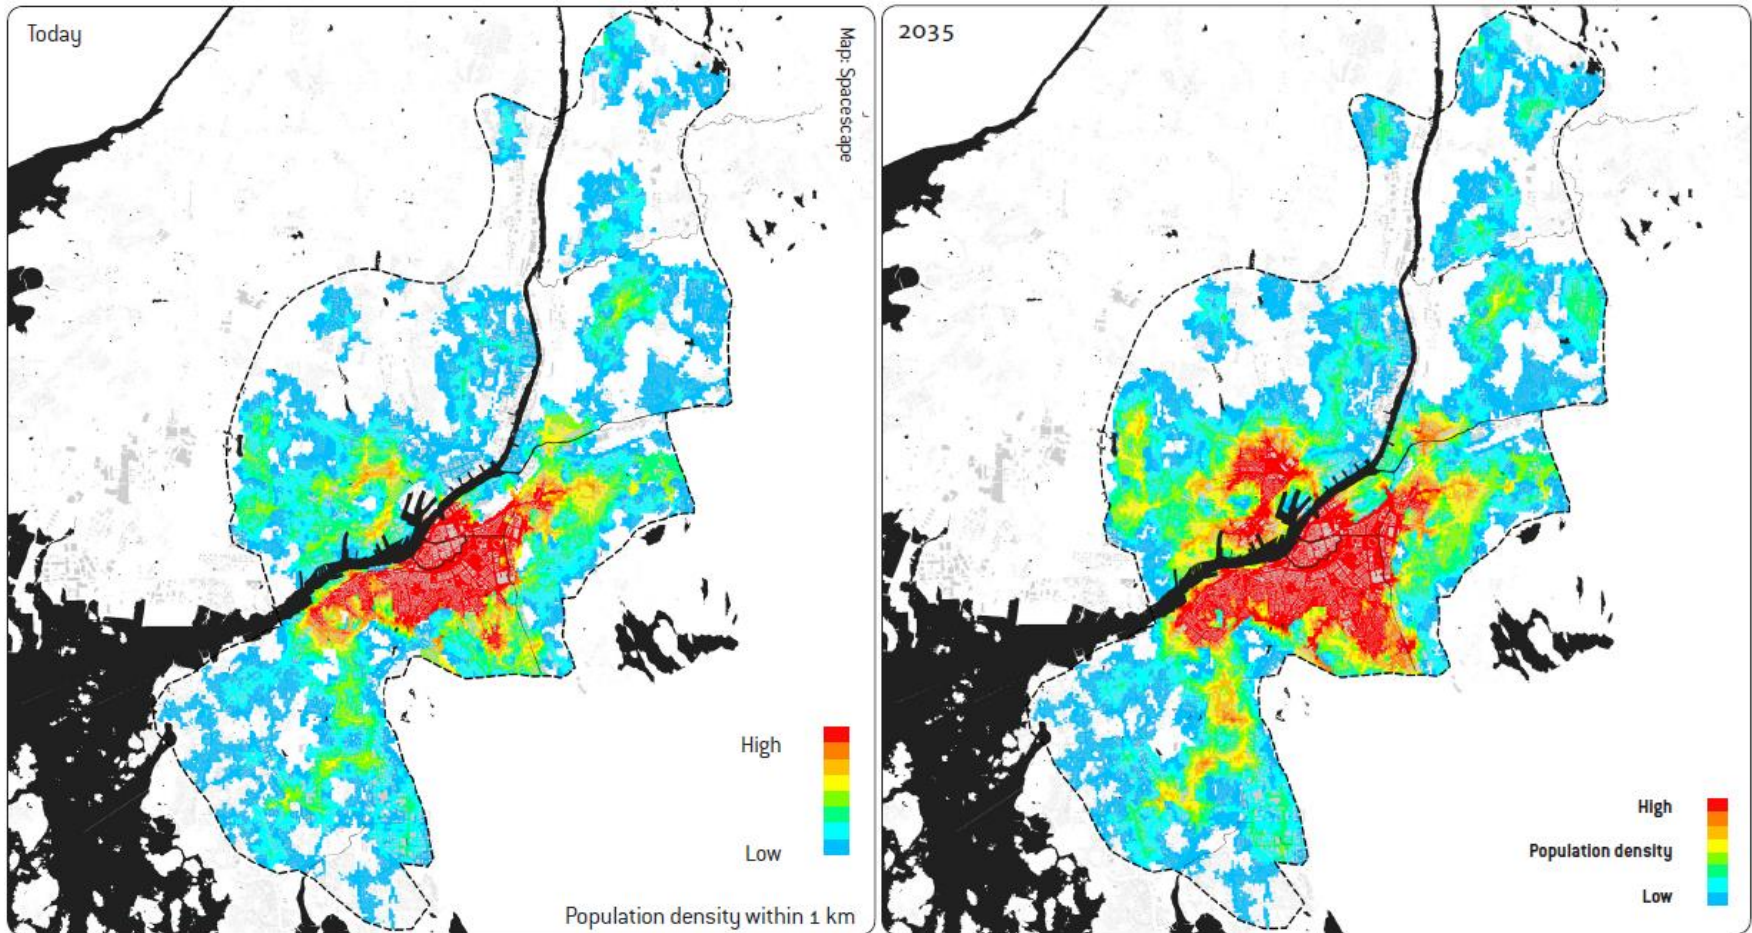 Today
Map: Spacescape
High
Low
Population density within 1 km
2035
High
Population density
Low